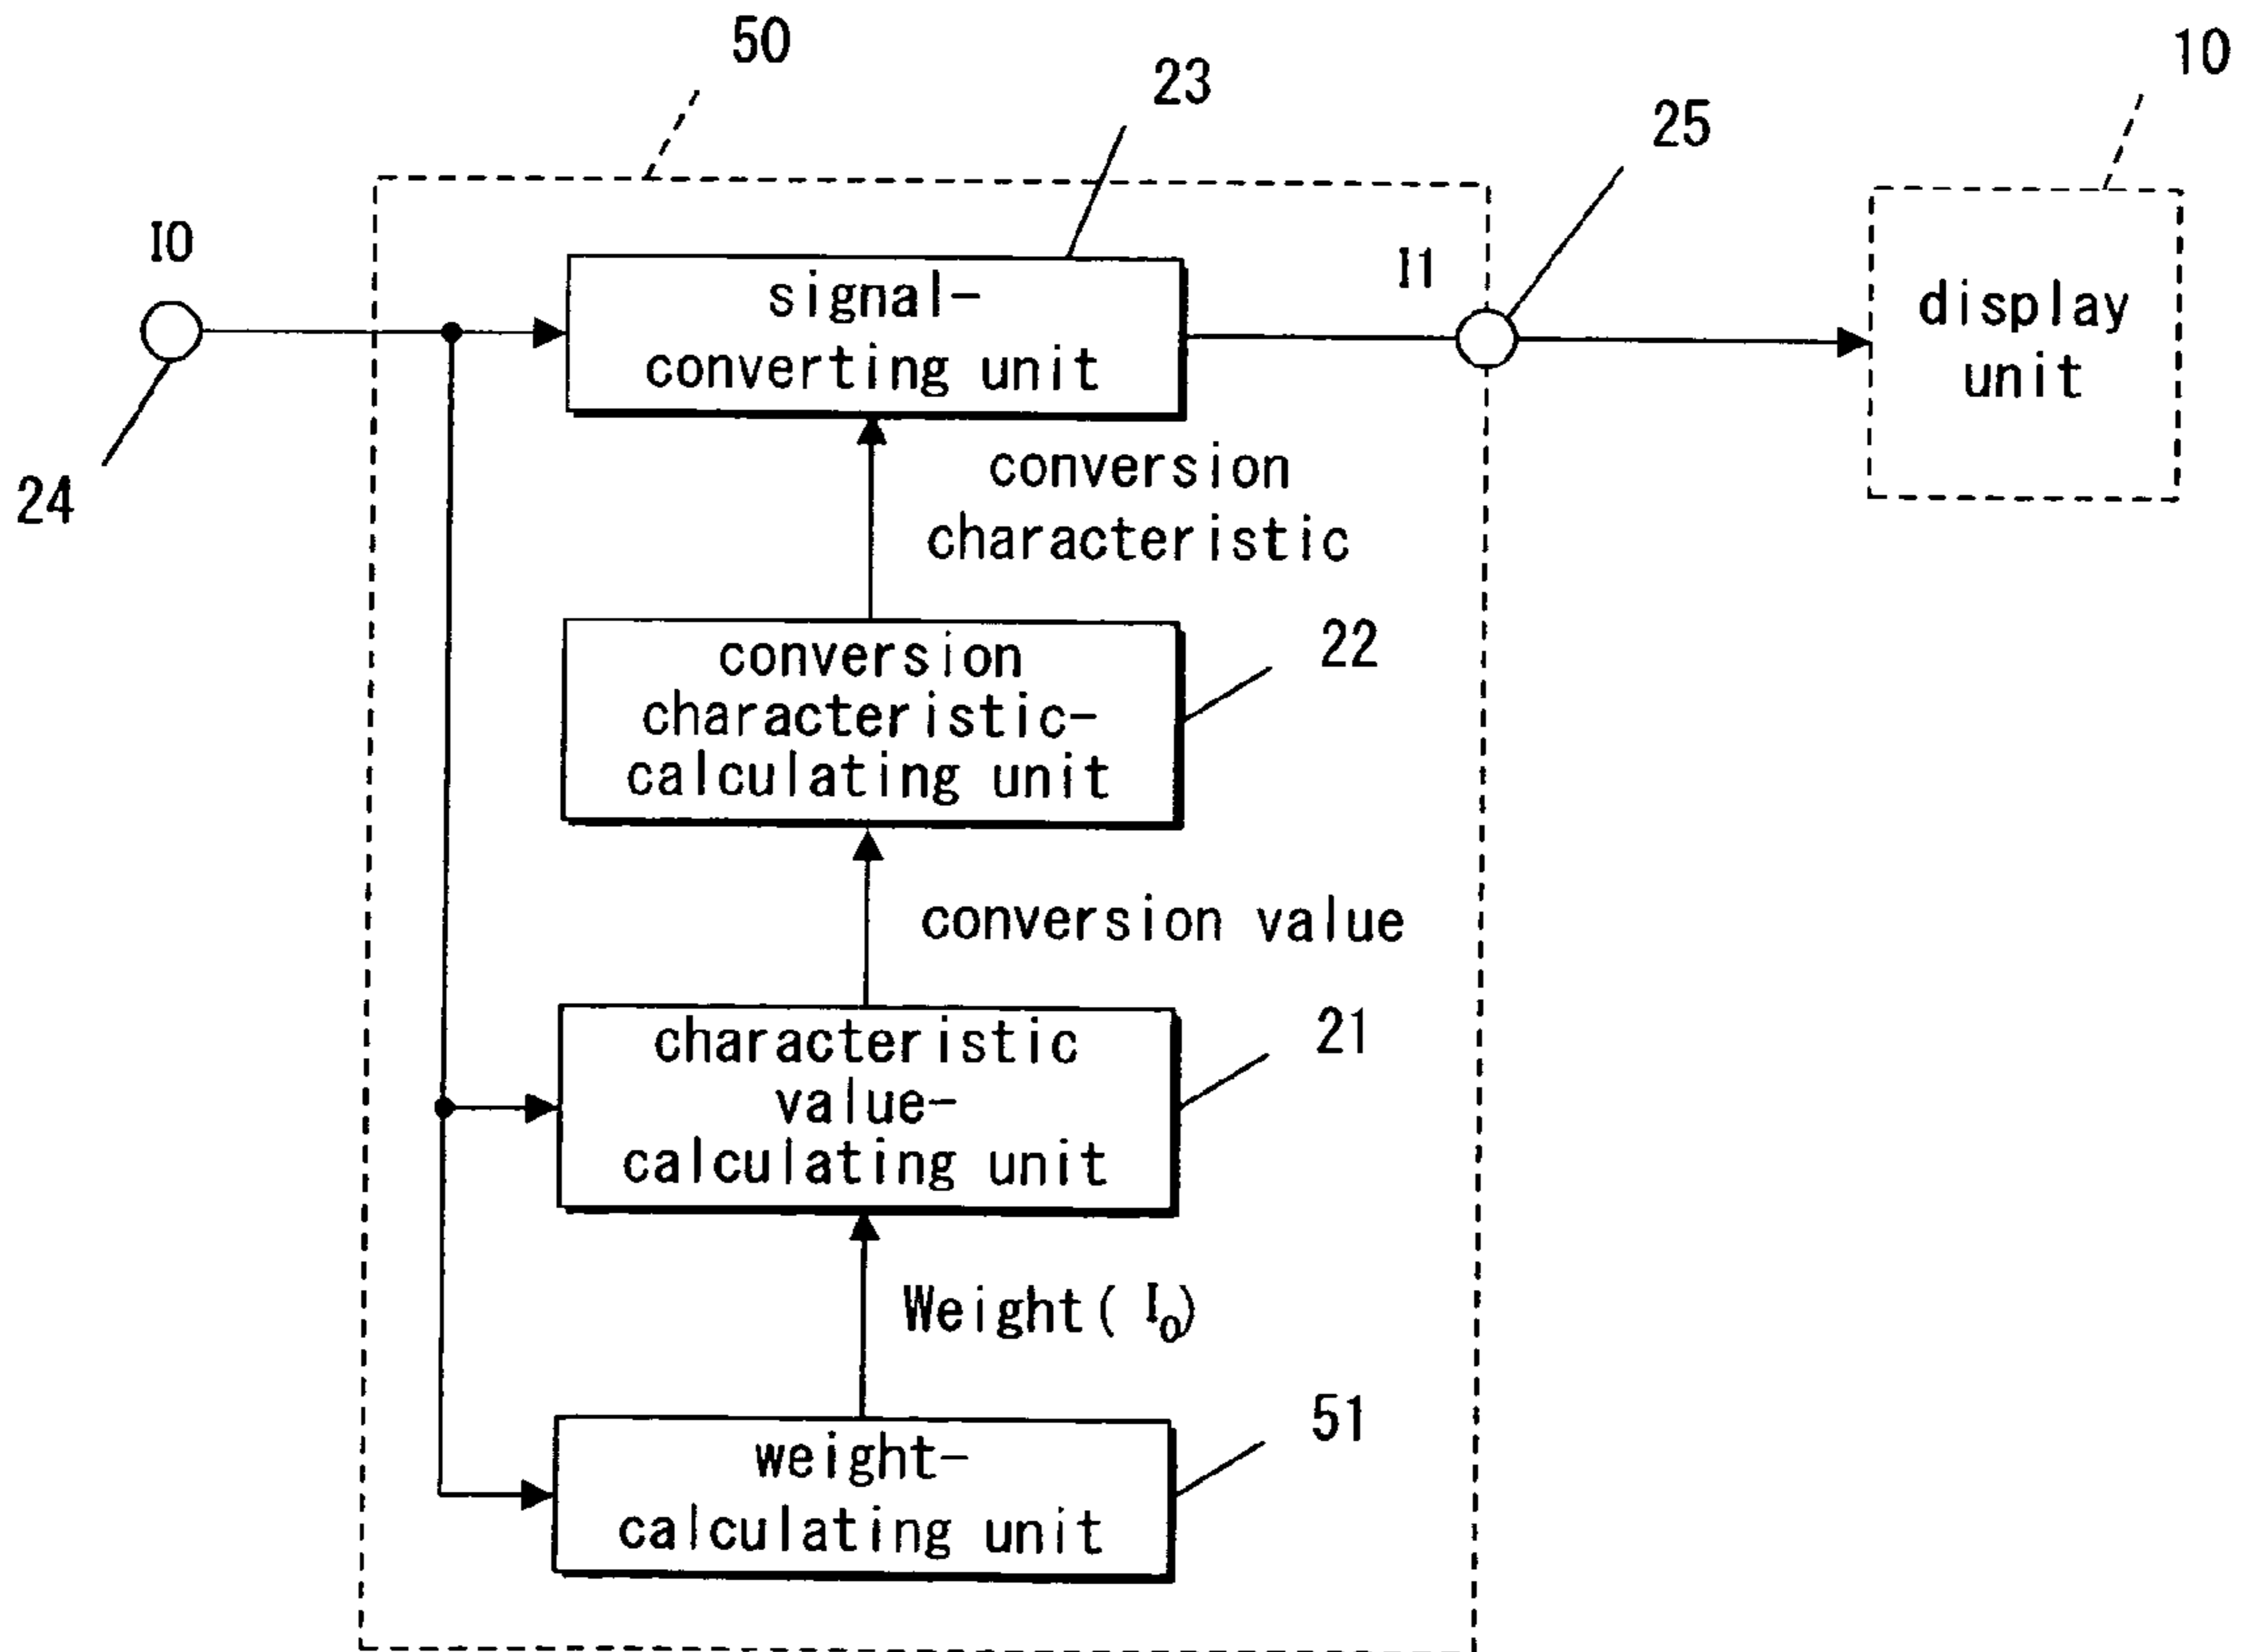 50
10
23
25
I0
signal-
converting unit
I1
display
unit
24
conversion
characteristic
conversion
characteristic-
calculating unit
22
conversion value
characteristic
value-
calculating unit
21
Weight( I₀)
weight-
calculating unit
51